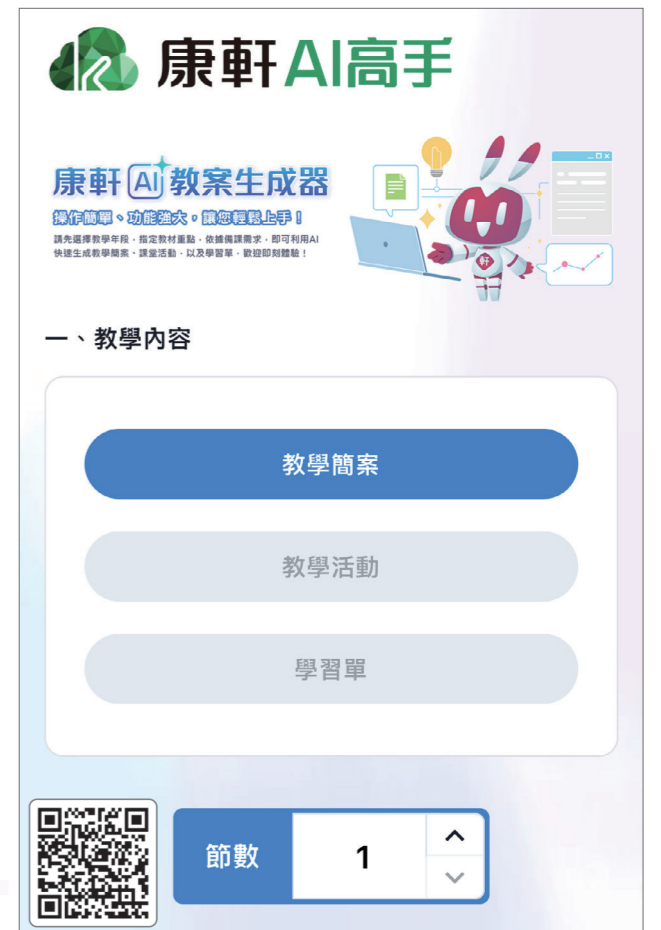 康軒AI高手
康軒AI教案生成器
操作簡單、功能強大，讓您輕鬆上手！
請先選擇教學年段，指定教材重點，依據備課需求，即可利用AI
快速生成教學簡案、課堂活動，以及學習單，歡迎即刻體驗！
軒
一、教學內容
教學簡案
教學活動
學習單
節數
1